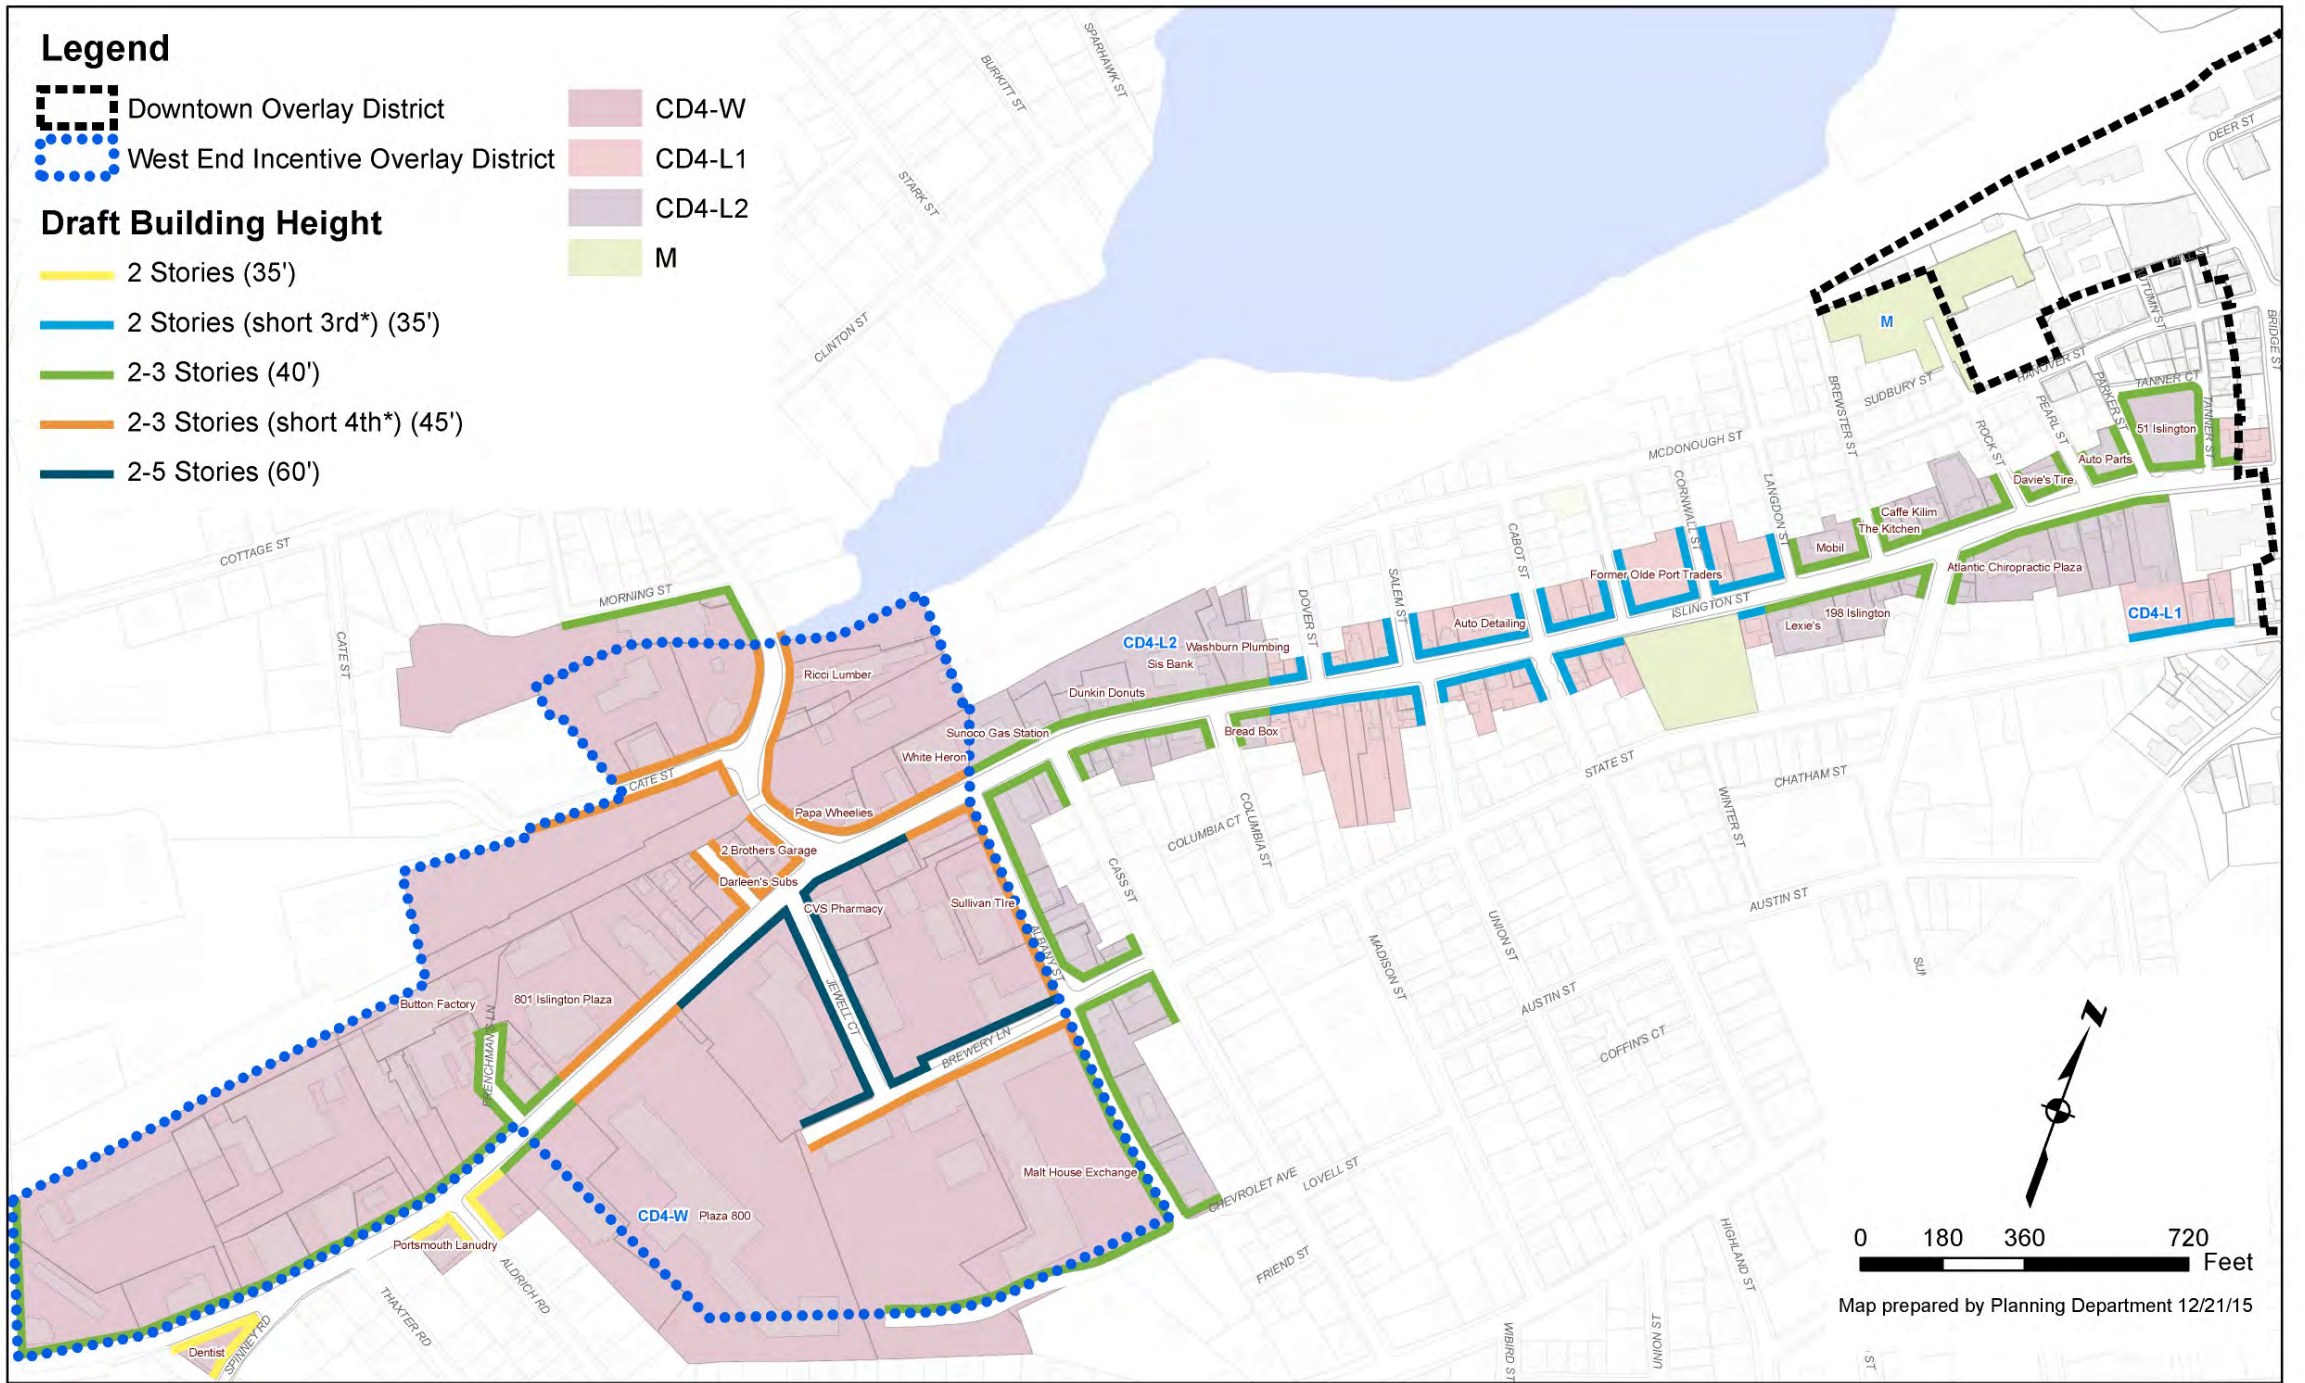 Legend
Downtown Overlay District
West End Incentive Overlay District
Draft Building Height
2 Stories (35')
2 Stories (short 3rd*) (35')
2-3 Stories (40')
2-3 Stories (short 4th*) (45')
2-5 Stories (60')
CD4-W
CD4-L1
CD4-L2
M
SPARHAWK ST
BURKITT ST
STARK ST
CLINTON ST
DEER ST
BRIDGE ST
M
HANOVER ST
SUDBURY ST
BREWSTER ST
ROCK ST
PEARL ST
PARKER ST
TANNER CT
TANNER ST
51 Islington
Auto Parts
Davie's Tire
MCDONOUGH ST
CORNWALL ST
LANGDON ST
CABOT ST
Caffe Kilim
The Kitchen
Mobil
Former Olde Port Traders
ISLINGTON ST
Atlantic Chiropractic Plaza
198 Islington
Lexie's
CD4-L1
COTTAGE ST
CATE ST
MORNING ST
DOVER ST
SALEM ST
Auto Detailing
CD4-L2
Washburn Plumbing
Sis Bank
Dunkin Donuts
Ricci Lumber
Sunoco Gas Station
White Heron
Bread Box
CATE ST
Papa Wheelies
2 Brothers Garage
Darleen's Subs
CVS Pharmacy
Sullivan TIre
ALBANY ST
CASS ST
COLUMBIA CT
COLUMBIA ST
STATE ST
CHATHAM ST
WINTER ST
AUSTIN ST
UNION ST
MADISON ST
AUSTIN ST
COFFIN'S CT
Button Factory
801 Islington Plaza
FRENCHMANS LN
JEWELL CT
BREWERY LN
Malt House Exchange
CD4-W
Plaza 800
CHEVROLET AVE
LOVELL ST
FRIEND ST
HIGHLAND ST
UNION ST
WIBIRD ST
ST
Portsmouth Lanudry
ALDRICH RD
THAXTER RD
SPINNEY RD
Dentist
N
0 180 360 720
Feet
Map prepared by Planning Department 12/21/15